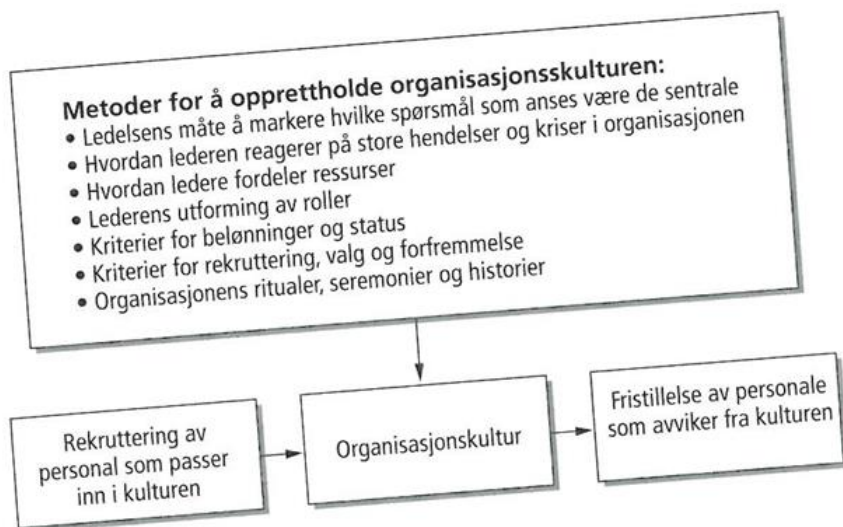 Metoder for å opprettholde organisasjonsskulturen:
• Ledelsens måte å markere hvilke spørsmål som anses være de sentrale
• Hvordan lederen reagerer på store hendelser og kriser i organisasjonen
• Hvordan ledere fordeler ressurser
• Lederens utforming av roller
• Kriterier for belønninger og status
• Kriterier for rekruttering, valg og forfremmelse
• Organisasjonens ritualer, seremonier og historier
Rekruttering av
personal som passer
inn i kulturen
Organisasjonskultur
Fristillelse av personale
som avviker fra kulturen